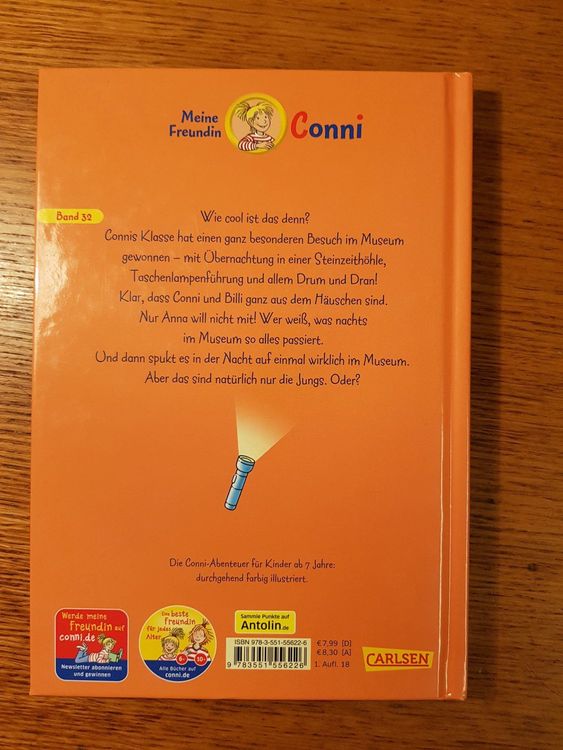 Meine
Freundin
Conni
Band 32
Wie cool ist das denn?
Connis Klasse hat einen ganz besonderen Besuch im Museum
gewonnen – mit Übernachtung in einer Steinzeithöhle,
Taschenlampenführung und allem Drum und Dran!
Klar, dass Conni und Billi ganz aus dem Häuschen sind.
Nur Anna will nicht mit! Wer weiß, was nachts
im Museum so alles passiert.
Und dann spukt es in der Nacht auf einmal wirklich im Museum.
Aber das sind natürlich nur die Jungs. Oder?
Die Conni-Abenteuer für Kinder ab 7 Jahre:
durchgehend farbig illustriert.
Werde meine
Freundin auf
conni.de
Newsletter abonnieren
und gewinnen
Eine beste
Freundin
für jedes
Alter
6+
10+
Alle Bücher auf
conni.de
Sammle Punkte auf
Antolin.de
ISBN 978-3-551-55622-6
9 783551 556226
€ 7,99 [D]
€ 8,30 [A]
1. Aufl. 18
CARLSEN